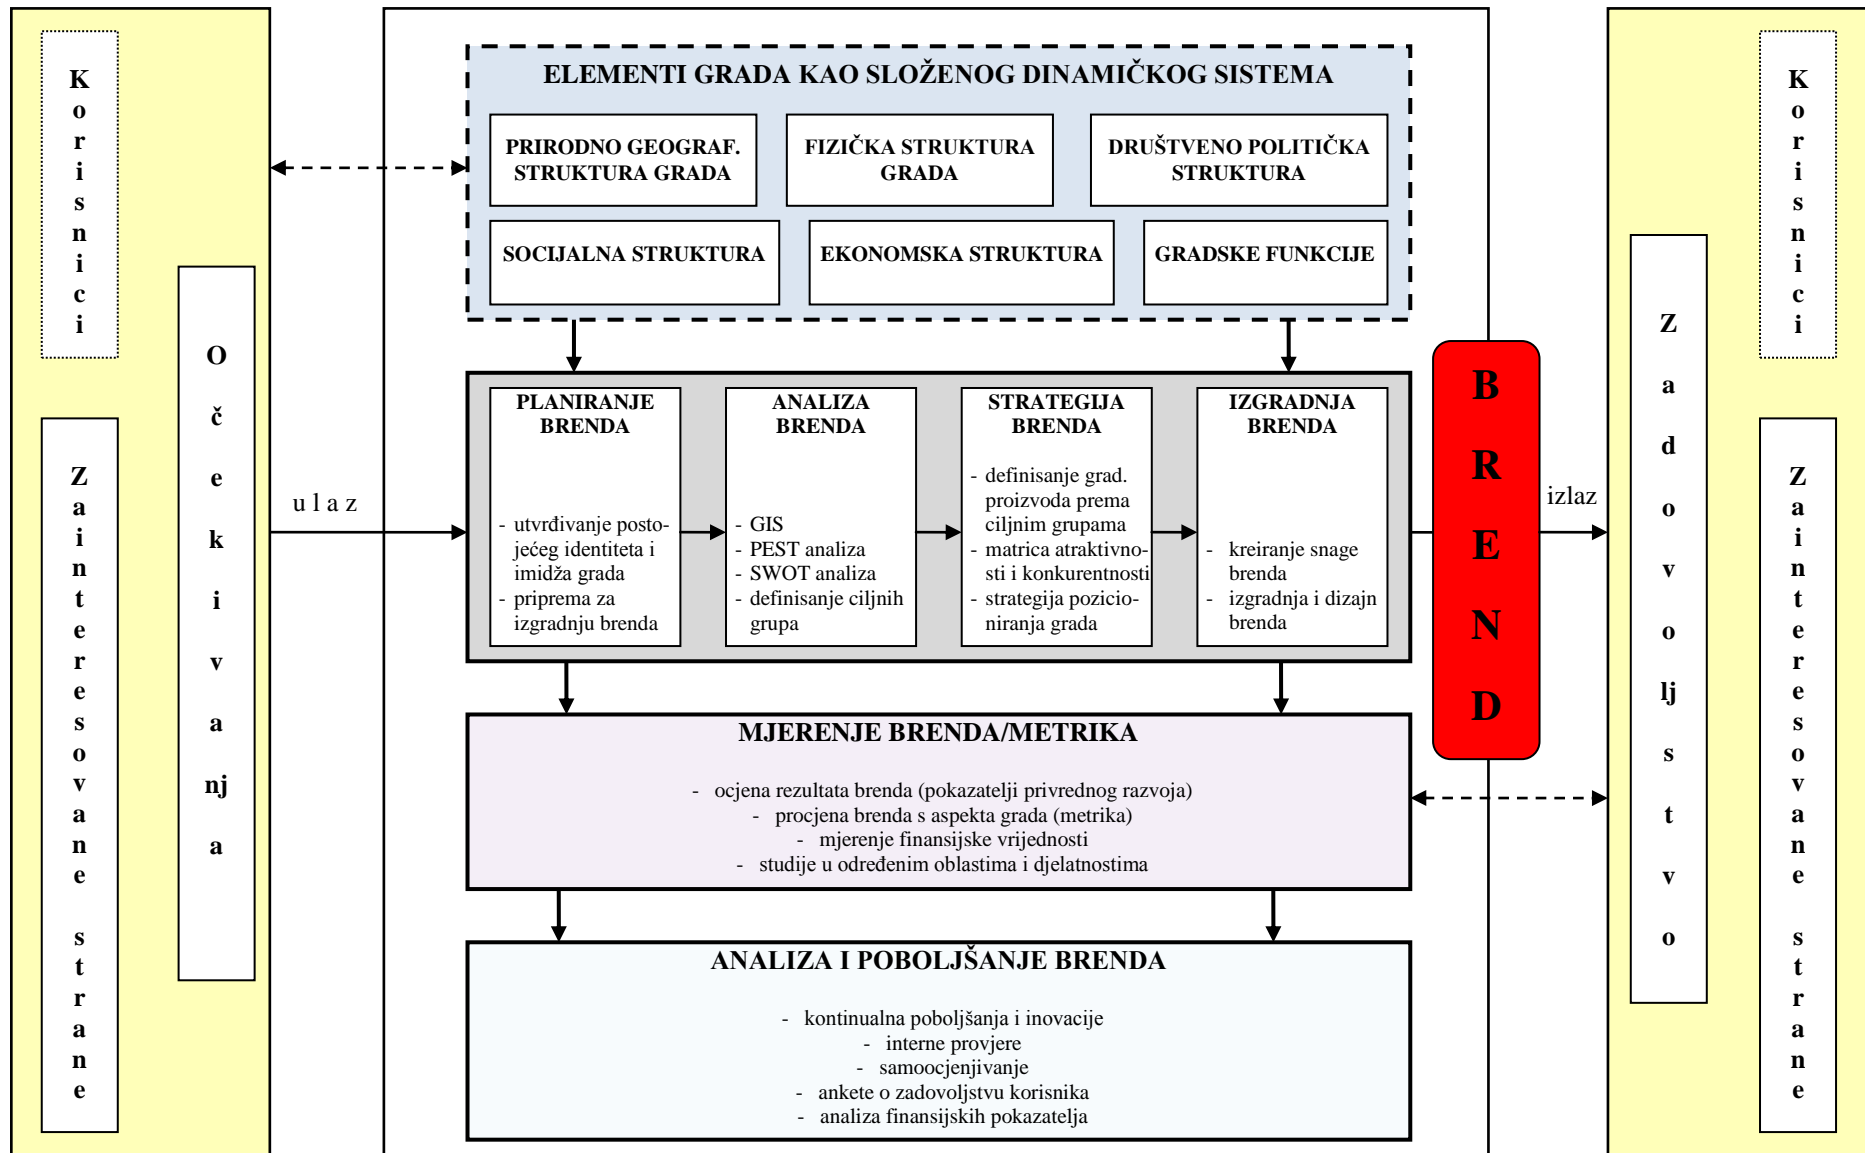 Korisnici
Zainteresovane strane
Očekivanja
u l a z
ELEMENTI GRADA KAO SLOŽENOG DINAMIČKOG SISTEMA
PRIRODNO GEOGRAF.
STRUKTURA GRADA
FIZIČKA STRUKTURA
GRADA
DRUŠTVENO POLITIČKA
STRUKTURA
SOCIJALNA STRUKTURA
EKONOMSKA STRUKTURA
GRADSKE FUNKCIJE
PLANIRANJE
BRENDA
- utvrđivanje posto-
jećeg identiteta i
imidža grada
- priprema za
izgradnju brenda
ANALIZA
BRENDA
- GIS
- PEST analiza
- SWOT analiza
- definisanje ciljnih
grupa
STRATEGIJA
BRENDA
- definisanje grad.
proizvoda prema
ciljnim grupama
- matrica atraktivno-
sti i konkurentnosti
- strategija pozicio-
niranja grada
IZGRADNJA
BRENDA
- kreiranje snage
brenda
- izgradnja i dizajn
brenda
MJERENJE BRENDA/METRIKA
- ocjena rezultata brenda (pokazatelji privrednog razvoja)
- procjena brenda s aspekta grada (metrika)
- mjerenje finansijske vrijednosti
- studije u određenim oblastima i djelatnostima
ANALIZA I POBOLJŠANJE BRENDA
- kontinualna poboljšanja i inovacije
- interne provjere
- samoocjenjivanje
- ankete o zadovoljstvu korisnika
- analiza finansijskih pokazatelja
BREND
izlaz
Zadovoljstvo
Korisnici
Zainteresovane strane